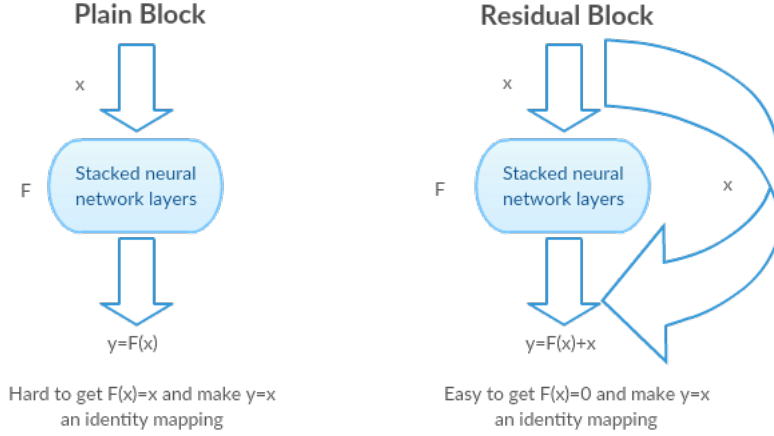 Plain Block
x
F
Stacked neural
network layers
y=F(x)
Hard to get F(x)=x and make y=x
an identity mapping
Residual Block
x
F
Stacked neural
network layers
x
y=F(x)+x
Easy to get F(x)=0 and make y=x
an identity mapping